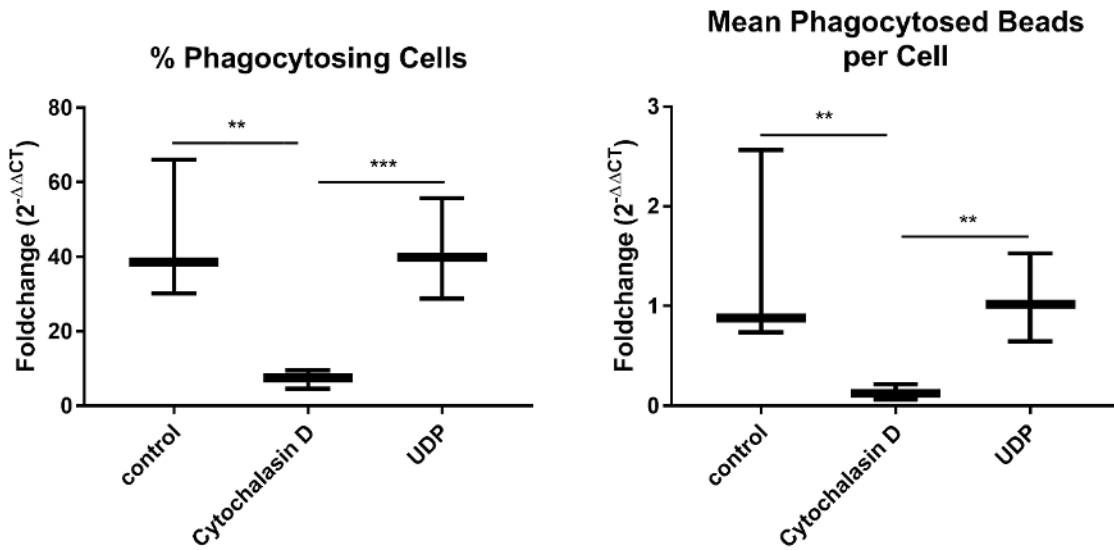 % Phagocytosing Cells
Foldchange (2^-ΔΔCT)
80
60
40
20
0
**
***
control
Cytochalasin D
UDP
Mean Phagocytosed Beads
per Cell
Foldchange (2^-ΔΔCT)
3
2
1
0
**
**
control
Cytochalasin D
UDP